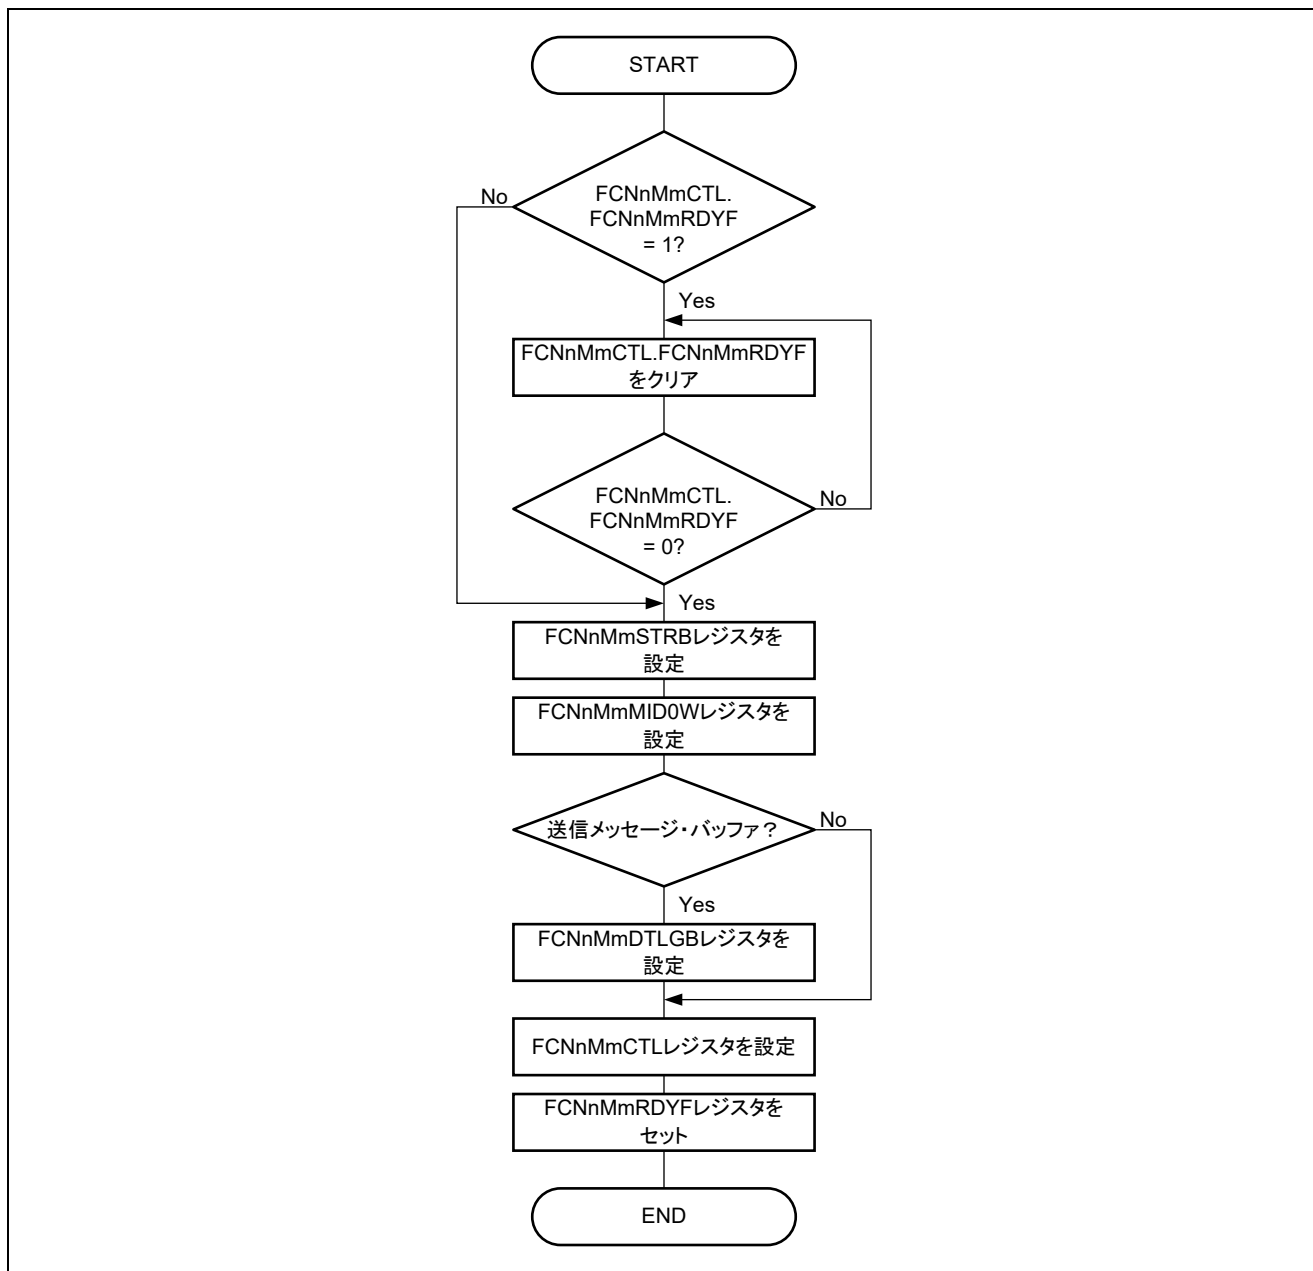 START
FCNnMmCTL.
FCNnMmRDYF
= 1?
No
Yes
FCNnMmCTL.FCNnMmRDYF
をクリア
FCNnMmCTL.
FCNnMmRDYF
= 0?
No
Yes
FCNnMmSTRBレジスタを
設定
FCNnMmMID0Wレジスタを
設定
送信メッセージ・バッファ？
No
Yes
FCNnMmDTLGBレジスタを
設定
FCNnMmCTLレジスタを設定
FCNnMmRDYFレジスタを
セット
END